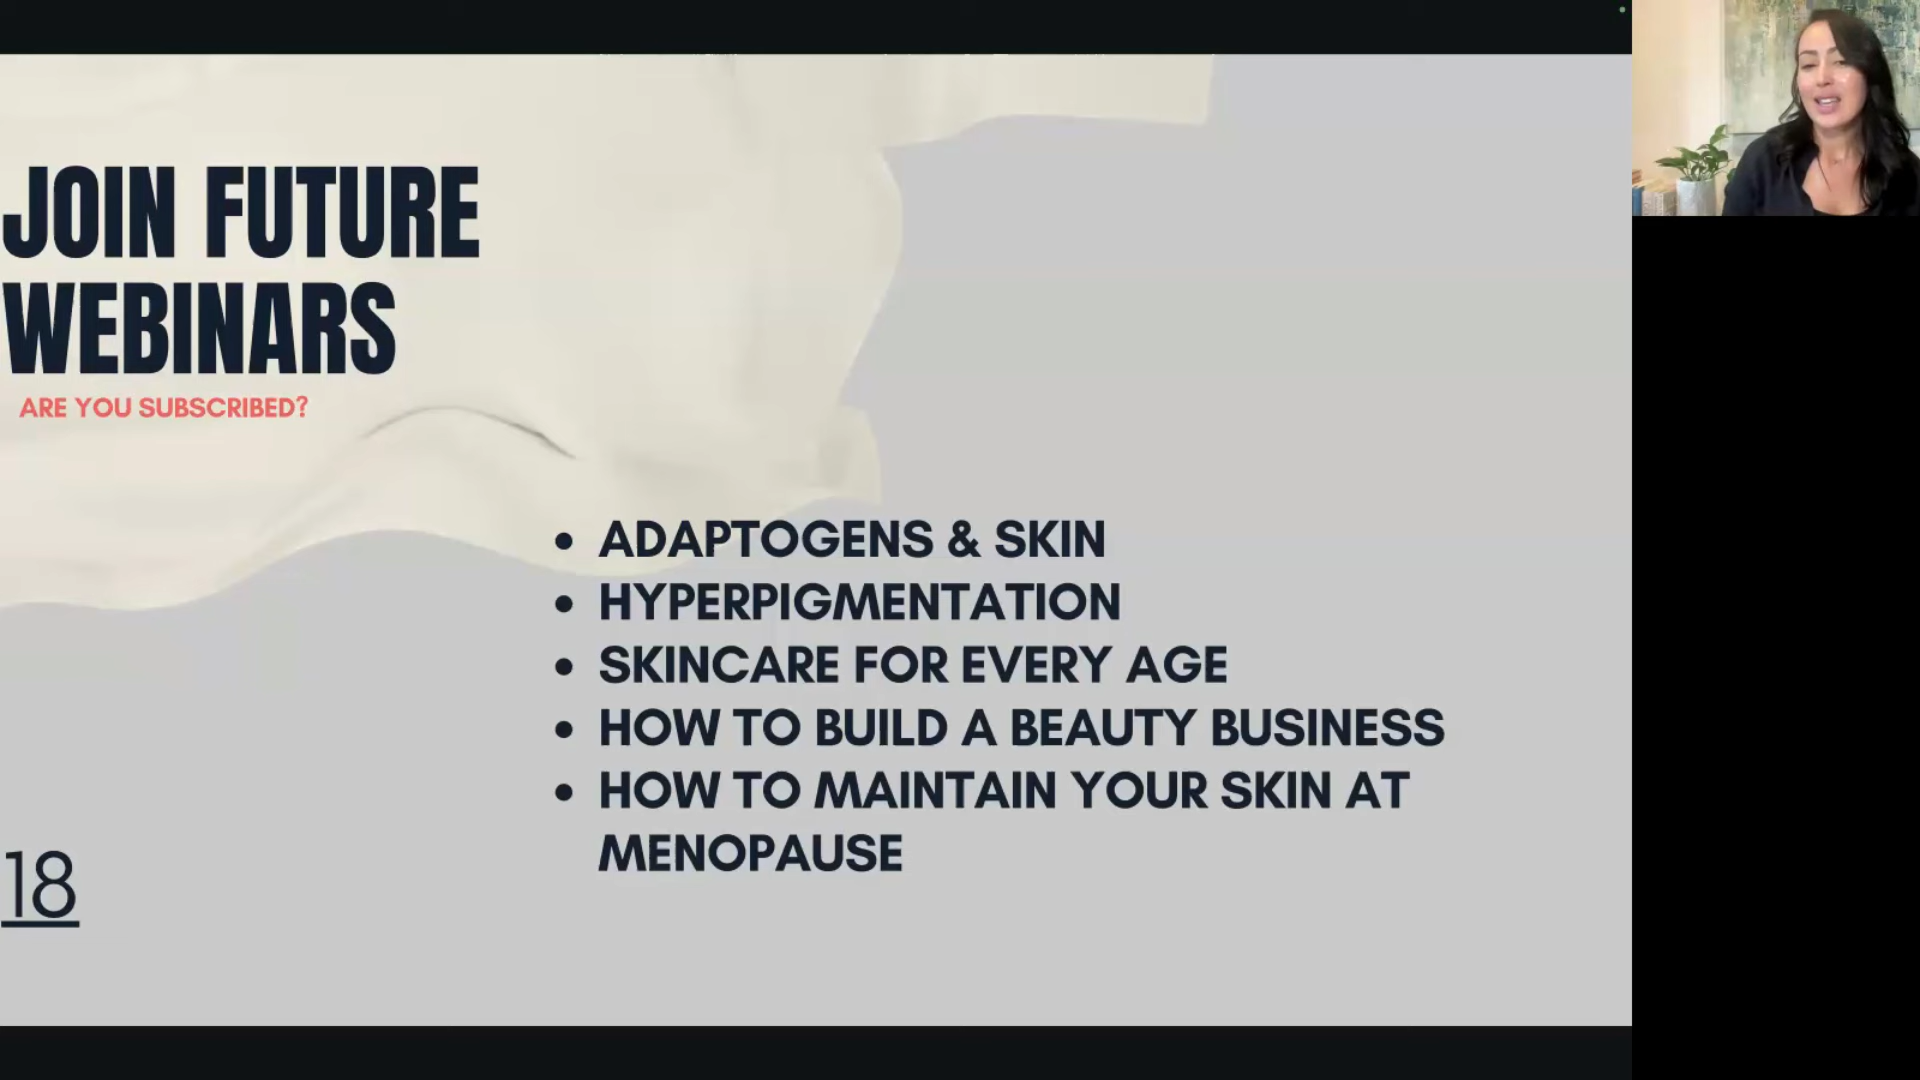 JOIN FUTURE
WEBINARS
ARE YOU SUBSCRIBED?
• ADAPTOGENS & SKIN
• HYPERPIGMENTATION
• SKINCARE FOR EVERY AGE
• HOW TO BUILD A BEAUTY BUSINESS
• HOW TO MAINTAIN YOUR SKIN AT
MENOPAUSE
18